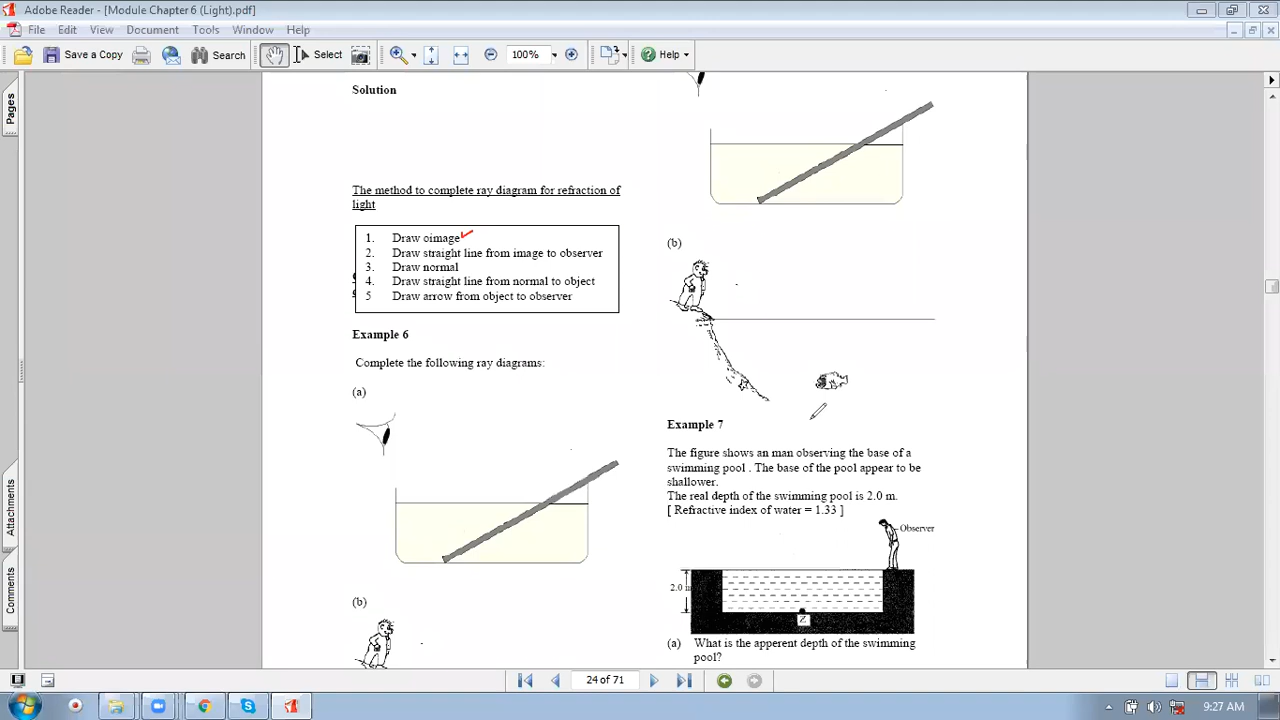 Adobe Reader - [Module Chapter 6 (Light).pdf]
File Edit View Document Tools Window Help
Save a Copy Search Select 100% Help
Pages
Attachments
Comments
Solution
The method to complete ray diagram for refraction of
light
1. Draw oimage
2. Draw straight line from image to observer
3. Draw normal
4. Draw straight line from normal to object
5 Draw arrow from object to observer
Example 6
Complete the following ray diagrams:
(a)
(b)
(b)
Example 7
The figure shows an man observing the base of a
swimming pool . The base of the pool appear to be
shallower.
The real depth of the swimming pool is 2.0 m.
[ Refractive index of water = 1.33 ]
Observer
2.0 m
Z
(a) What is the apperent depth of the swimming
pool?
24 of 71
9:27 AM